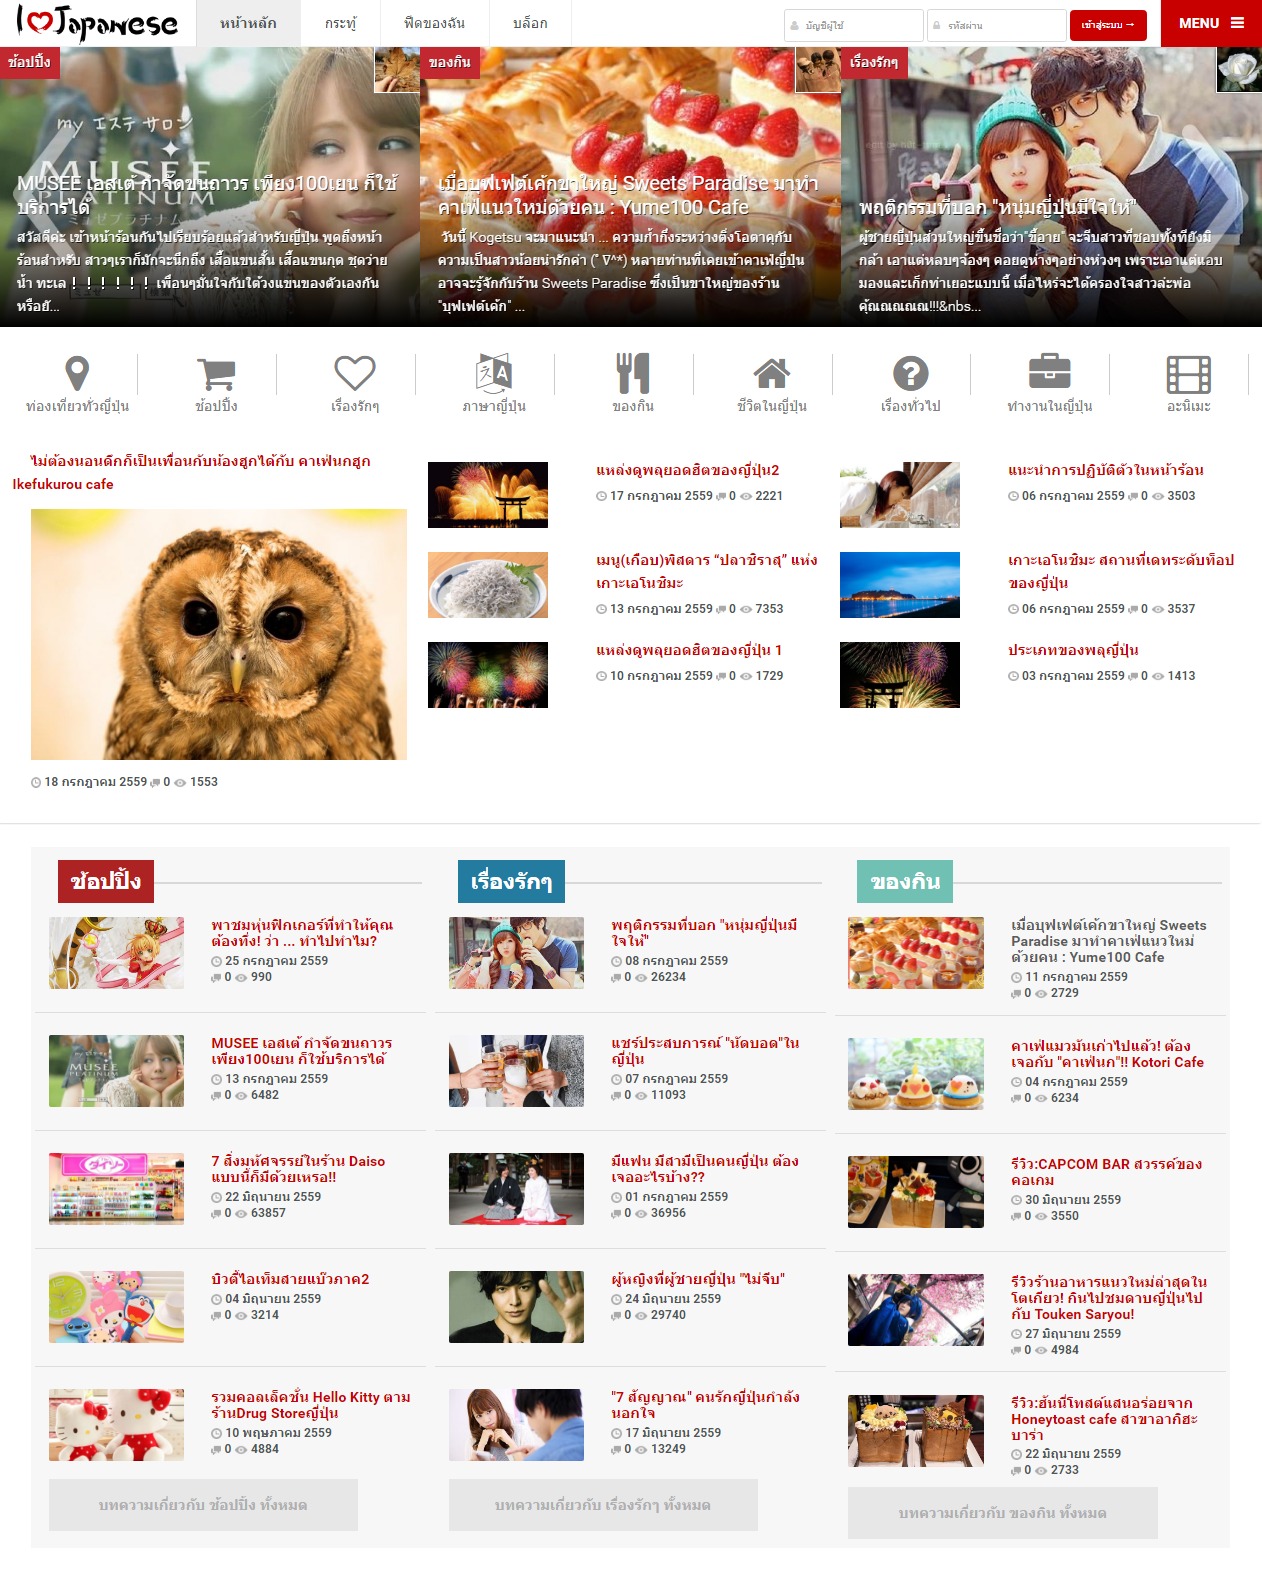 I Japanese
หน้าหลัก
กระทู้
ฟีดของฉัน
บล็อก
บัญชีผู้ใช้
รหัสผ่าน
เข้าสู่ระบบ →
MENU
ช้อปปิ้ง
my エステ サロン
MUSEE
PLATINUM
ミュゼプラチナム
MUSEE เอสเต้ กำจัดขนถาวร เพียง100เยน ก็ใช้
บริการได้
สวัสดีค่ะ เข้าหน้าร้อนกันไปเรียบร้อยแล้วสำหรับญี่ปุ่น พูดถึงหน้า
ร้อนสำหรับ สาวๆเราก็มักจะนึกถึง เสื้อแขนสั้น เสื้อแขนกุด ชุดว่าย
น้ำ ทะเล！！！！！！เพื่อนๆมั่นใจกับใต้วงแขนของตัวเองกัน
หรือยั...
ของกิน
เมื่อบุฟเฟต์เค้กขาใหญ่ Sweets Paradise มาทำ
คาเฟ่แนวใหม่ด้วยคน : Yume100 Cafe
วันนี้ Kogetsu จะมาแนะนำ ... ความก้ำกึ่งระหว่างติ่งโอตาคุกับ
ความเป็นสาวน้อยน่ารักค่า (*ﾟ∇^*) หลายท่านที่เคยเข้าคาเฟ่ญี่ปุ่น
อาจจะรู้จักกับร้าน Sweets Paradise ซึ่งเป็นขาใหญ่ของร้าน
"บุฟเฟต์เค้ก" ...
เรื่องรักๆ
พฤติกรรมที่บอก "หนุ่มญี่ปุ่นมีใจให้"
ผู้ชายญี่ปุ่นส่วนใหญ่ขึ้นชื่อว่า"ขี้อาย" จะจีบสาวที่ชอบทั้งทียังมิ
กล้า เอาแต่หลบๆจ้องๆ คอยดูห่างๆอย่างห่วงๆ เพราะเอาแต่แอบ
มองและเก๊กท่าเยอะแบบนี้ เมื่อไหร่จะได้ครองใจสาวล่ะพ่อ
คุ้ณณณณณ!!!&nbs...
ท่องเที่ยวทั่วญี่ปุ่น
ช้อปปิ้ง
เรื่องรักๆ
ภาษาญี่ปุ่น
ของกิน
ชีวิตในญี่ปุ่น
เรื่องทั่วไป
ทำงานในญี่ปุ่น
อะนิเมะ
ไม่ต้องนอนดึกก็เป็นเพื่อนกับน้องฮูกได้กับ คาเฟ่นกฮูก
Ikefukurou cafe
18 กรกฎาคม 2559 0 1553
แหล่งดูพลุยอดฮิตของญี่ปุ่น2
17 กรกฎาคม 2559 0 2221
เมนู(เกือบ)พิสดาร “ปลาชิราสุ” แห่ง
เกาะเอโนชิมะ
13 กรกฎาคม 2559 0 7353
แหล่งดูพลุยอดฮิตของญี่ปุ่น 1
10 กรกฎาคม 2559 0 1729
แนะนำการปฏิบัติตัวในหน้าร้อน
06 กรกฎาคม 2559 0 3503
เกาะเอโนชิมะ สถานที่เดทระดับท็อป
ของญี่ปุ่น
06 กรกฎาคม 2559 0 3537
ประเภทของพลุญี่ปุ่น
03 กรกฎาคม 2559 0 1413
ช้อปปิ้ง
พาชมหุ่นฟิกเกอร์ที่ทำให้คุณ
ต้องทึ่ง! ว่า ... ทำไปทำไม?
25 กรกฎาคม 2559
0 990
MUSEE เอสเต้ กำจัดขนถาวร
เพียง100เยน ก็ใช้บริการได้
13 กรกฎาคม 2559
0 6482
7 สิ่งมหัศจรรย์ในร้าน Daiso
แบบนี้ก็มีด้วยเหรอ!!
22 มิถุนายน 2559
0 63857
บิวตี้ไอเท็มสายแบ๊วภาค2
04 มิถุนายน 2559
0 3214
รวมคอลเล็คชั่น Hello Kitty ตาม
ร้านDrug Storeญี่ปุ่น
10 พฤษภาคม 2559
0 4884
บทความเกี่ยวกับ ช้อปปิ้ง ทั้งหมด
เรื่องรักๆ
พฤติกรรมที่บอก "หนุ่มญี่ปุ่นมี
ใจให้"
08 กรกฎาคม 2559
0 26234
แชร์ประสบการณ์ "นัดบอด"ใน
ญี่ปุ่น
07 กรกฎาคม 2559
0 11093
มีแฟน มีสามีเป็นคนญี่ปุ่น ต้อง
เจออะไรบ้าง??
01 กรกฎาคม 2559
0 36956
ผู้หญิงที่ผู้ชายญี่ปุ่น "ไม่จีบ"
24 มิถุนายน 2559
0 29740
"7 สัญญาณ" คนรักญี่ปุ่นกำลัง
นอกใจ
17 มิถุนายน 2559
0 13249
บทความเกี่ยวกับ เรื่องรักๆ ทั้งหมด
ของกิน
เมื่อบุฟเฟต์เค้กขาใหญ่ Sweets
Paradise มาทำคาเฟ่แนวใหม่
ด้วยคน : Yume100 Cafe
11 กรกฎาคม 2559
0 2729
คาเฟ่แมวมันเก่าไปแล้ว! ต้อง
เจอกับ "คาเฟ่นก"!! Kotori Cafe
04 กรกฎาคม 2559
0 6234
รีวิว:CAPCOM BAR สวรรค์ของ
คอเกม
30 มิถุนายน 2559
0 3550
รีวิวร้านอาหารแนวใหม่ล่าสุดใน
โตเกียว! กินไปชมดาบญี่ปุ่นไป
กับ Touken Saryou!
27 มิถุนายน 2559
0 4984
รีวิว:ฮันนี่โทสต์แสนอร่อยจาก
Honeytoast cafe สาขาอากิฮะ
บาร่า
22 มิถุนายน 2559
0 2733
บทความเกี่ยวกับ ของกิน ทั้งหมด